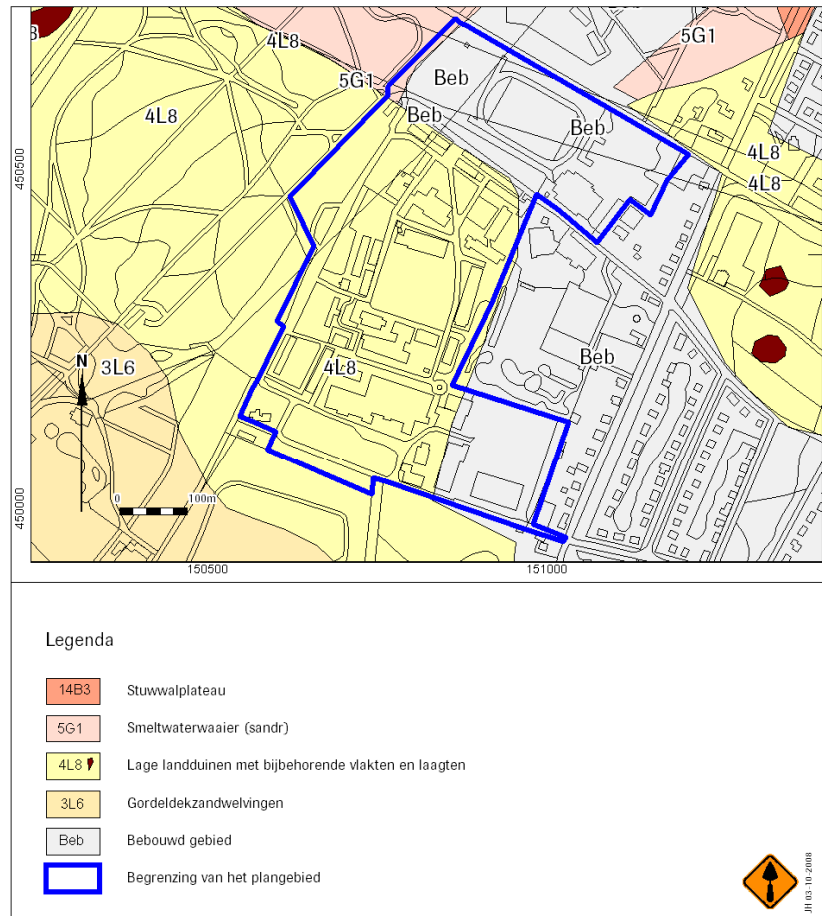 8
4L8
5G1
5G1
Beb
4L8
Beb
Beb
4L8
4L8
450500
Beb
N
3L6
4L8
0 100m
450000
150500
151000
Legenda
14B3 Stuwwalplateau
5G1 Smeltwaterwaaier (sandr)
4L8 Lage landduinen met bijbehorende vlakten en laagten
3L6 Gordeldekzandwelvingen
Beb Bebouwd gebied
Begrenzing van het plangebied
JH 03-10-2008